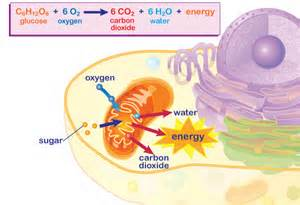 C₆H₁₂O₆ + 6 O₂ → 6 CO₂ + 6 H₂O + energy
glucose oxygen carbon dioxide water
oxygen
water
energy
sugar
carbon
dioxide